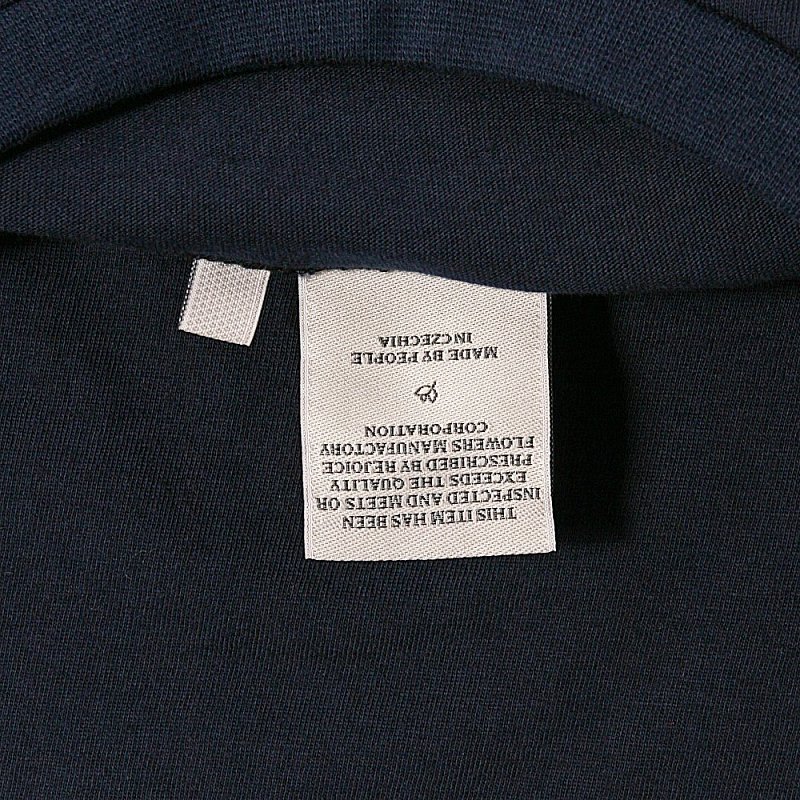 THIS ITEM HAS BEEN
INSPECTED AND MEETS OR
EXCEEDS THE QUALITY
PRESCRIBED BY REJOICE
FLOWERS MANUFACTORY
CORPORATION
MADE BY PEOPLE
IN CZECHIA